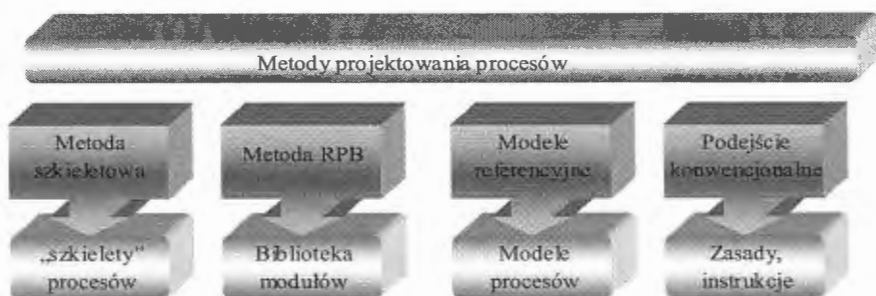 Metody projektowania procesów
Metoda
szkieletowa
Metoda RPB
Modele
referencyjne
Podejście
konwencjonalne
„szkielety”
procesów
Biblioteka
modułów
Modele
procesów
Zasady,
instrukcje